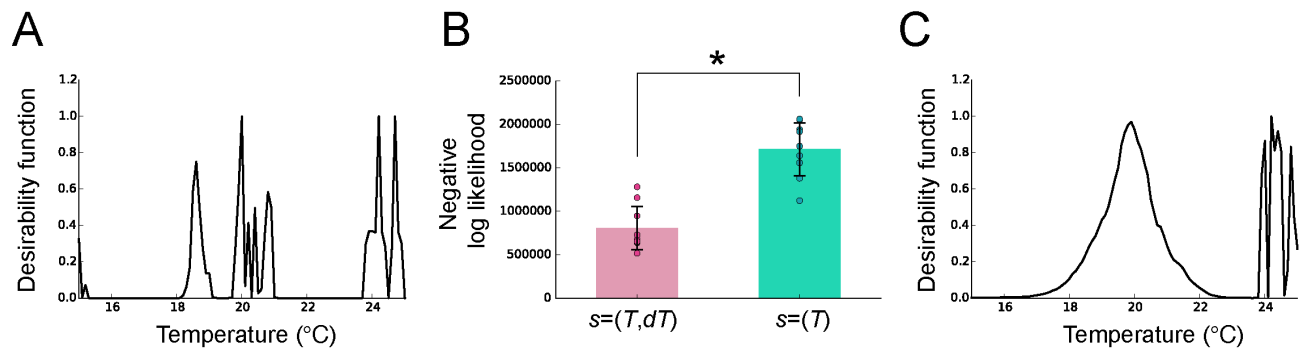 A
Desirability function
1.2
1.0
0.8
0.6
0.4
0.2
0.0
16
18
20
22
24
Temperature (°C)
B
*
Negative
log likelihood
2500000
2000000
1500000
1000000
500000
0
s=(T,dT)
s=(T)
C
Desirability function
1.2
1.0
0.8
0.6
0.4
0.2
0.0
16
18
20
22
24
Temperature (°C)